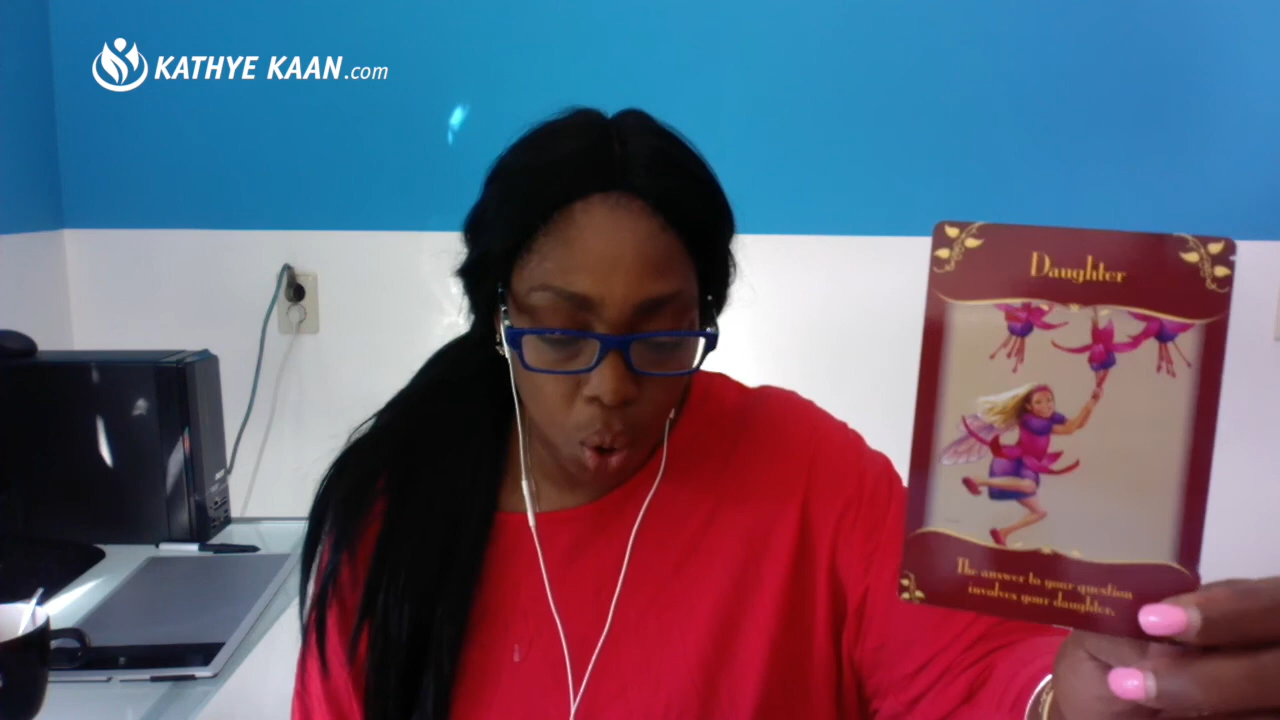 KATHYE KAAN.com
Daughter
The answer to your question
involves your daughter.